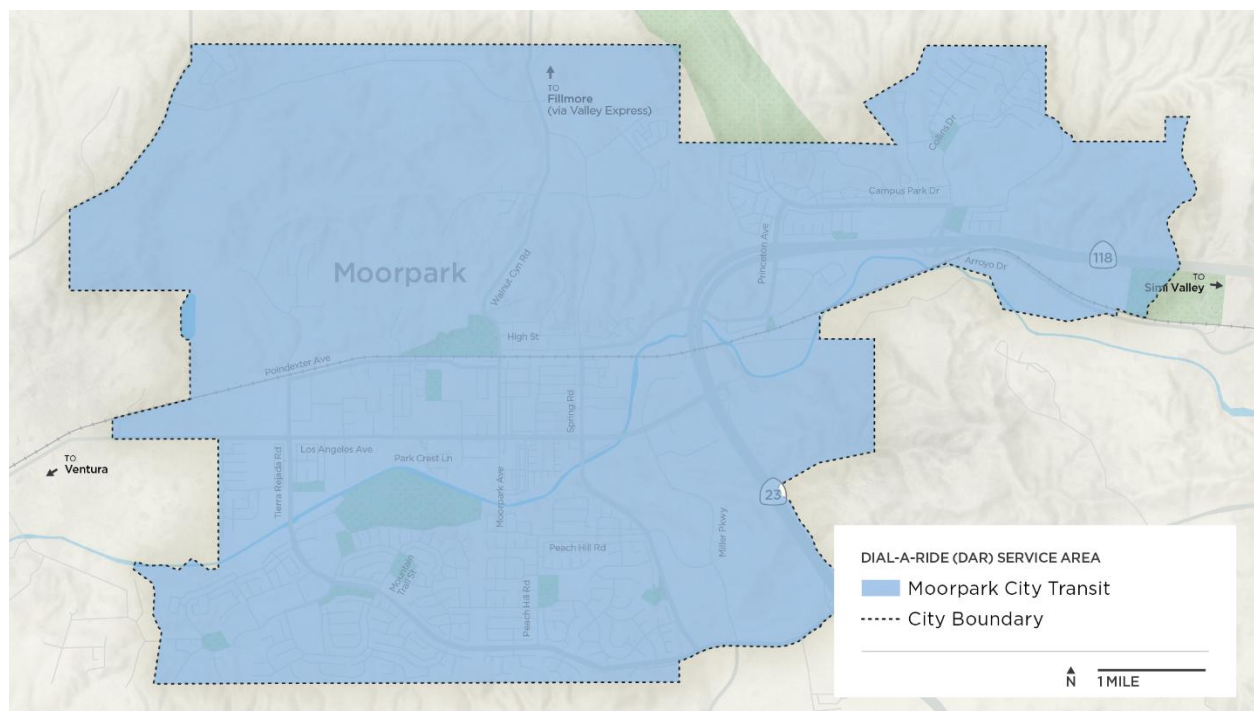 TO
Fillmore
(via Valley Express)
Collins Dr
Campus Park Dr
Princeton Ave
118
Arroyo Dr
TO
Simi Valley
Moorpark
Walnut Cyn Rd
High St
Poindexter Ave
Spring Rd
Los Angeles Ave
Park Crest Ln
TO
Ventura
Tierra Rejada Rd
Moorpark Ave
23
Miller Pkwy
Peach Hill Rd
Mountain
Trail St
Peach Hill Rd
DIAL-A-RIDE (DAR) SERVICE AREA
Moorpark City Transit
City Boundary
N
1 MILE